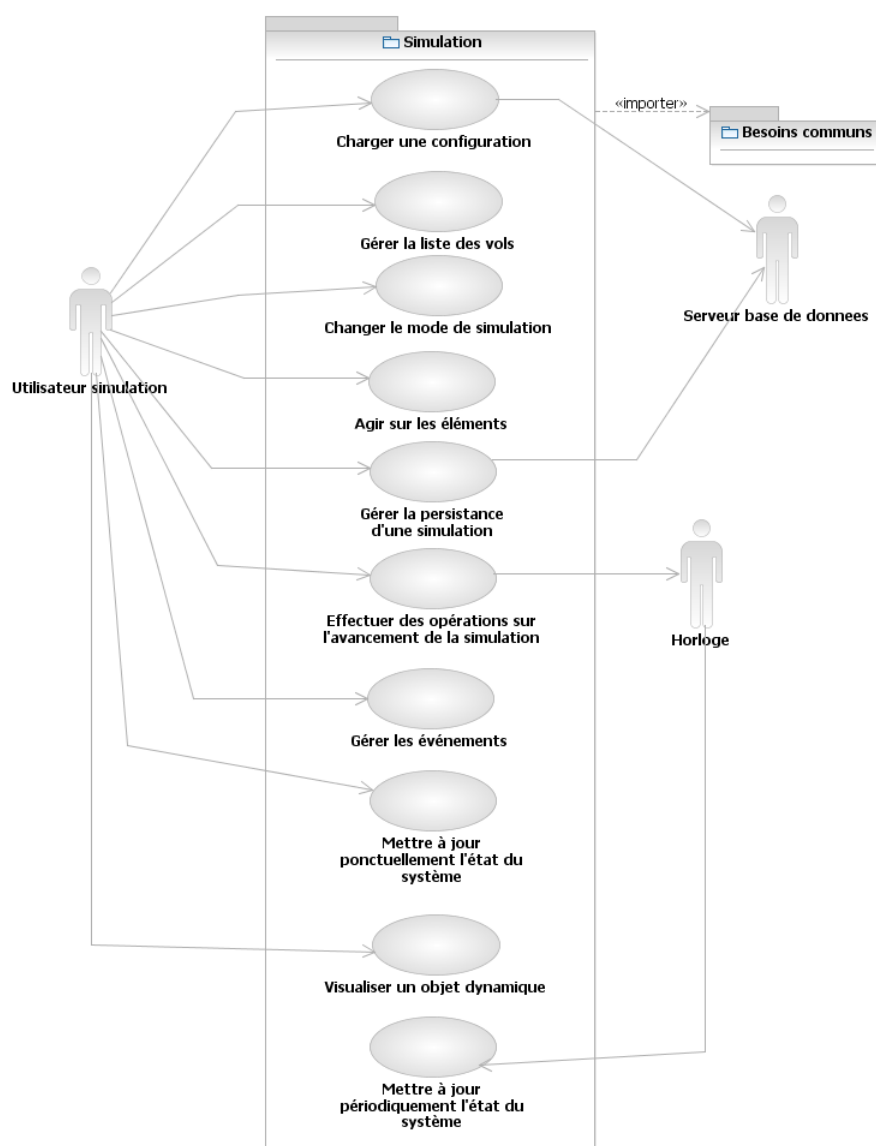 Simulation
«importer»
Besoins communs
Charger une configuration
Gérer la liste des vols
Serveur base de donnees
Changer le mode de simulation
Utilisateur simulation
Agir sur les éléments
Gérer la persistance
d'une simulation
Effectuer des opérations sur
l'avancement de la simulation
Horloge
Gérer les événements
Mettre à jour
ponctuellement l'état du
système
Visualiser un objet dynamique
Mettre à jour
périodiquement l'état du
système